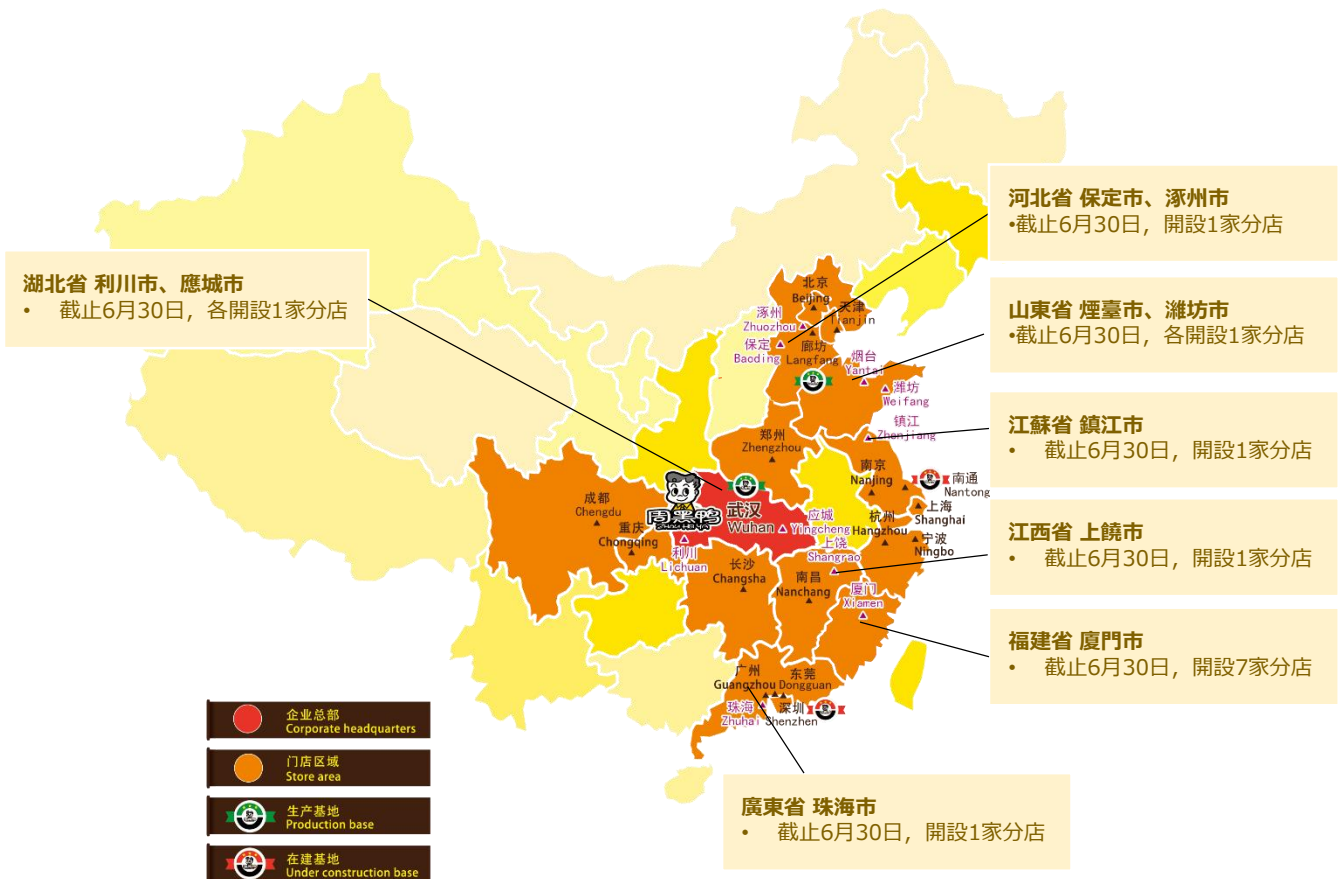 河北省 保定市、涿州市
•截止6月30日，開設1家分店
湖北省 利川市、應城市
• 截止6月30日，各開設1家分店
山東省 煙臺市、濰坊市
•截止6月30日，各開設1家分店
江蘇省 鎮江市
• 截止6月30日，開設1家分店
江西省 上饒市
• 截止6月30日，開設1家分店
福建省 廈門市
• 截止6月30日，開設7家分店
廣東省 珠海市
• 截止6月30日，開設1家分店
北京
Beijing
天津
Tianjin
涿州
Zhuozhou
保定
Baoding
廊坊
Langfang
烟台
Yantai
潍坊
Weifang
镇江
Zhenjiang
郑州
Zhengzhou
南京
Nanjing
南通
Nantong
上海
Shanghai
成都
Chengdu
重庆
Chongqing
周黑鸭
武汉
Wuhan
应城
Yingcheng
杭州
Hangzhou
宁波
Ningbo
利川
Lichuan
上饶
Shangrao
长沙
Changsha
南昌
Nanchang
厦门
Xiamen
广州
Guangzhou
东莞
Dongguan
珠海
Zhuhai
深圳
Shenzhen
企业总部
Corporate headquarters
门店区域
Store area
生产基地
Production base
在建基地
Under construction base